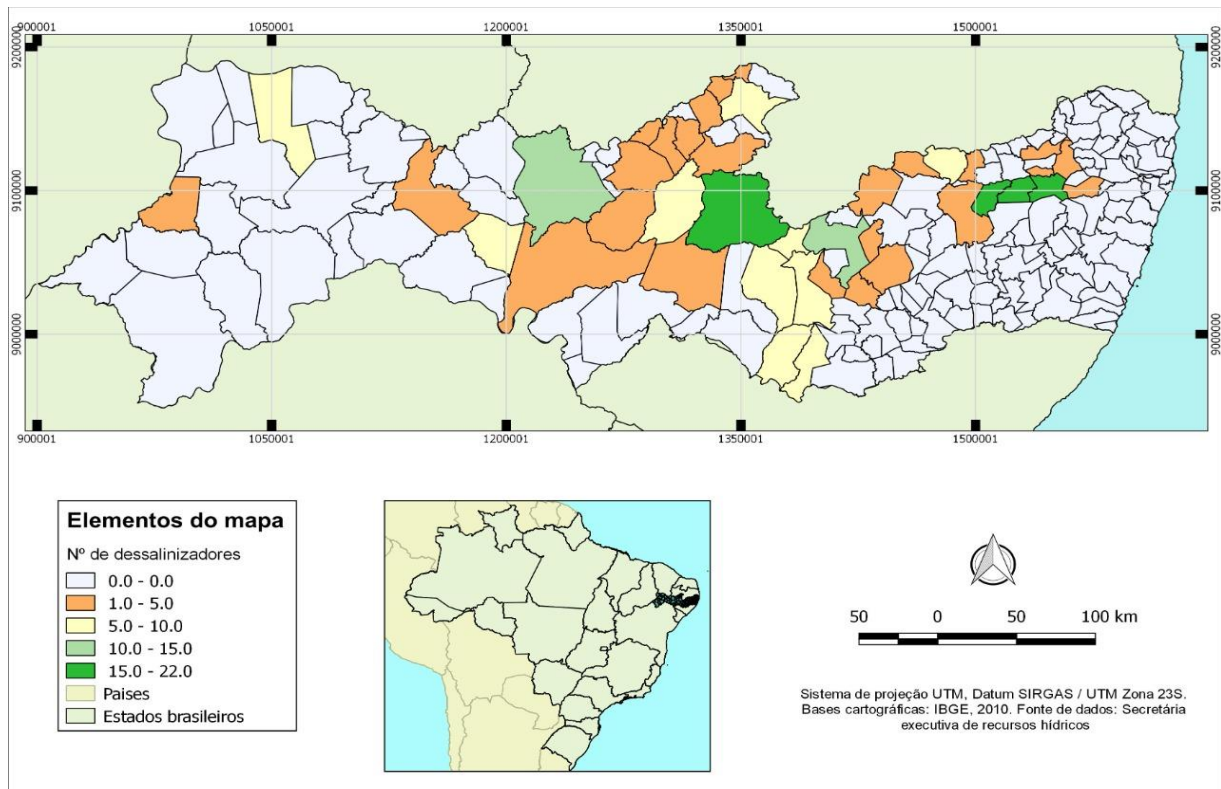 900001 1050001 1200001 1350001 1500001
9200000 9200000
9100000 9100000
9000000 9000000
900001 1050001 1200001 1350001 1500001
Elementos do mapa
Nº de dessalinizadores
0.0 - 0.0
1.0 - 5.0
5.0 - 10.0
10.0 - 15.0
15.0 - 22.0
Paises
Estados brasileiros
50 0 50 100 km
Sistema de projeção UTM, Datum SIRGAS / UTM Zona 23S.
Bases cartográficas: IBGE, 2010. Fonte de dados: Secretária
executiva de recursos hídricos